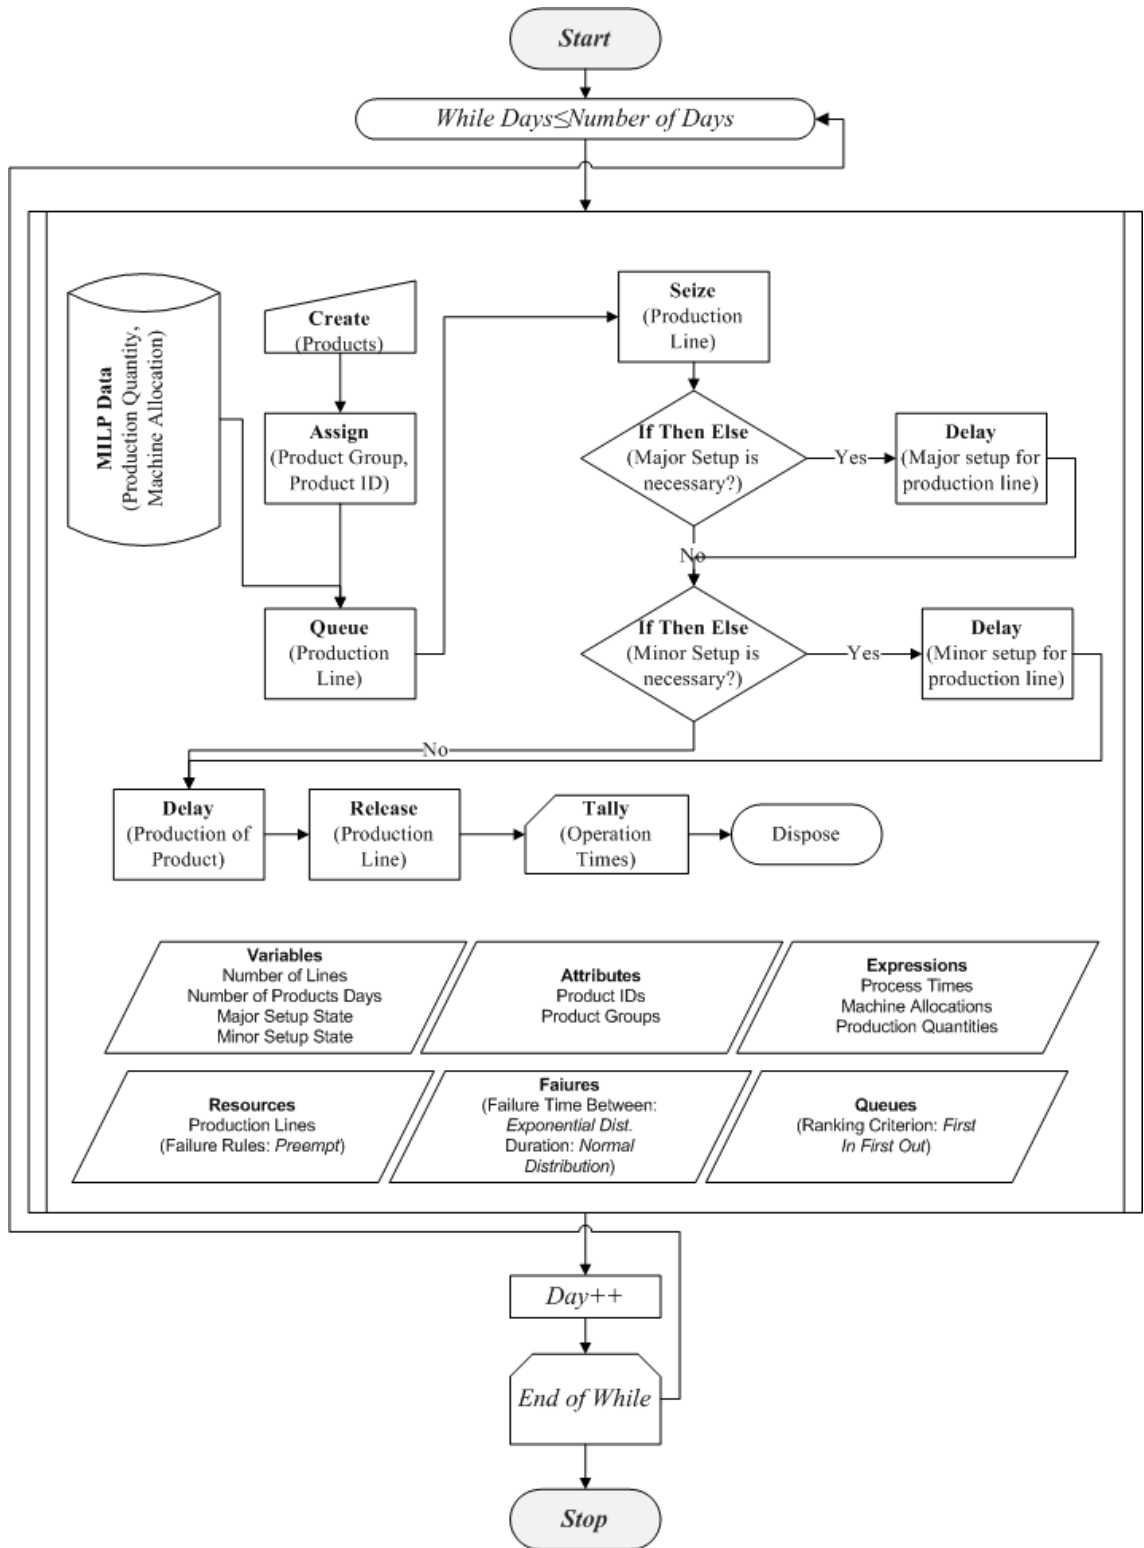 Start
While Days≤Number of Days
MILP Data
(Production Quantity,
Machine Allocation)
Create
(Products)
Assign
(Product Group,
Product ID)
Queue
(Production
Line)
Seize
(Production
Line)
If Then Else
(Major Setup is
necessary?)
Yes
Delay
(Major setup for
production line)
No
If Then Else
(Minor Setup is
necessary?)
Yes
Delay
(Minor setup for
production line)
No
Delay
(Production of
Product)
Release
(Production
Line)
Tally
(Operation
Times)
Dispose
Variables
Number of Lines
Number of Products Days
Major Setup State
Minor Setup State
Attributes
Product IDs
Product Groups
Expressions
Process Times
Machine Allocations
Production Quantities
Resources
Production Lines
(Failure Rules: Preempt)
Faiures
(Failure Time Between:
Exponential Dist.
Duration: Normal
Distribution)
Queues
(Ranking Criterion: First
In First Out)
Day++
End of While
Stop